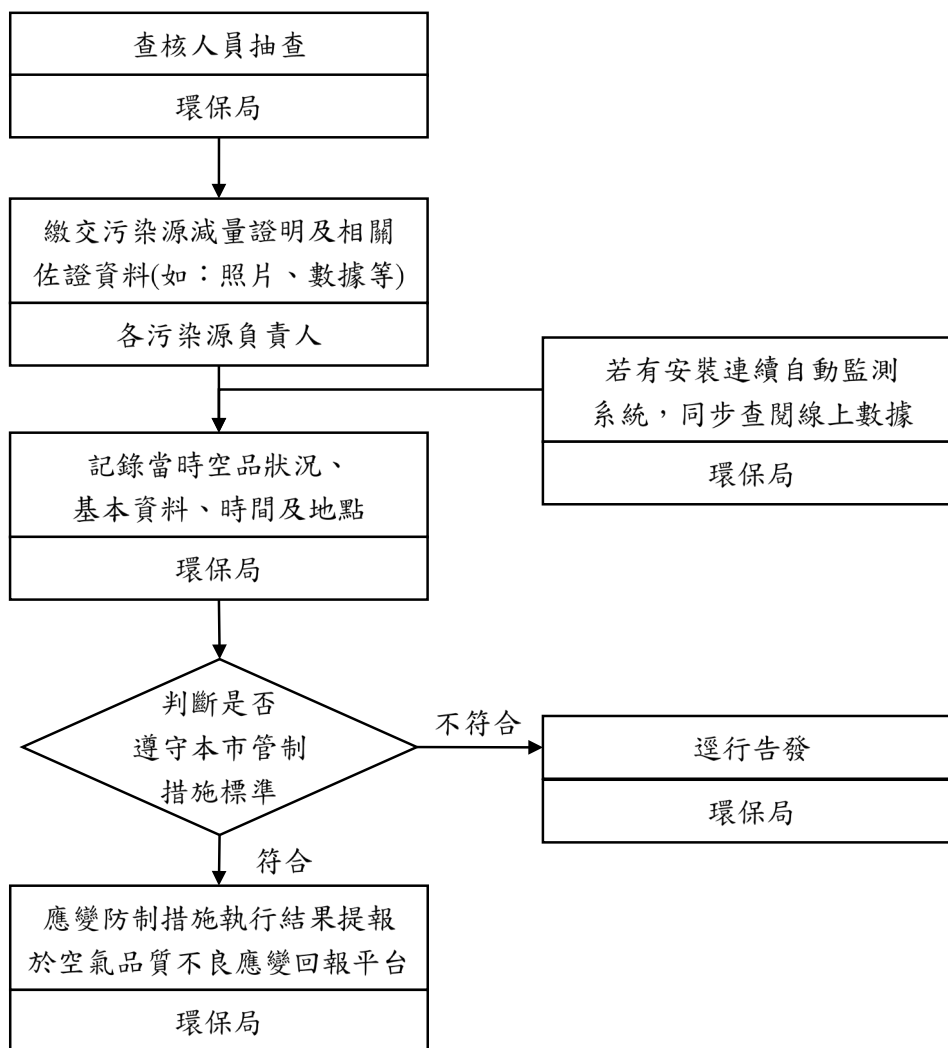 查核人員抽查
環保局
繳交污染源減量證明及相關
佐證資料(如：照片、數據等)
各污染源負責人
若有安裝連續自動監測
系統，同步查閱線上數據
環保局
記錄當時空品狀況、
基本資料、時間及地點
環保局
判斷是否
遵守本市管制
措施標準
不符合
逕行告發
環保局
符合
應變防制措施執行結果提報
於空氣品質不良應變回報平台
環保局